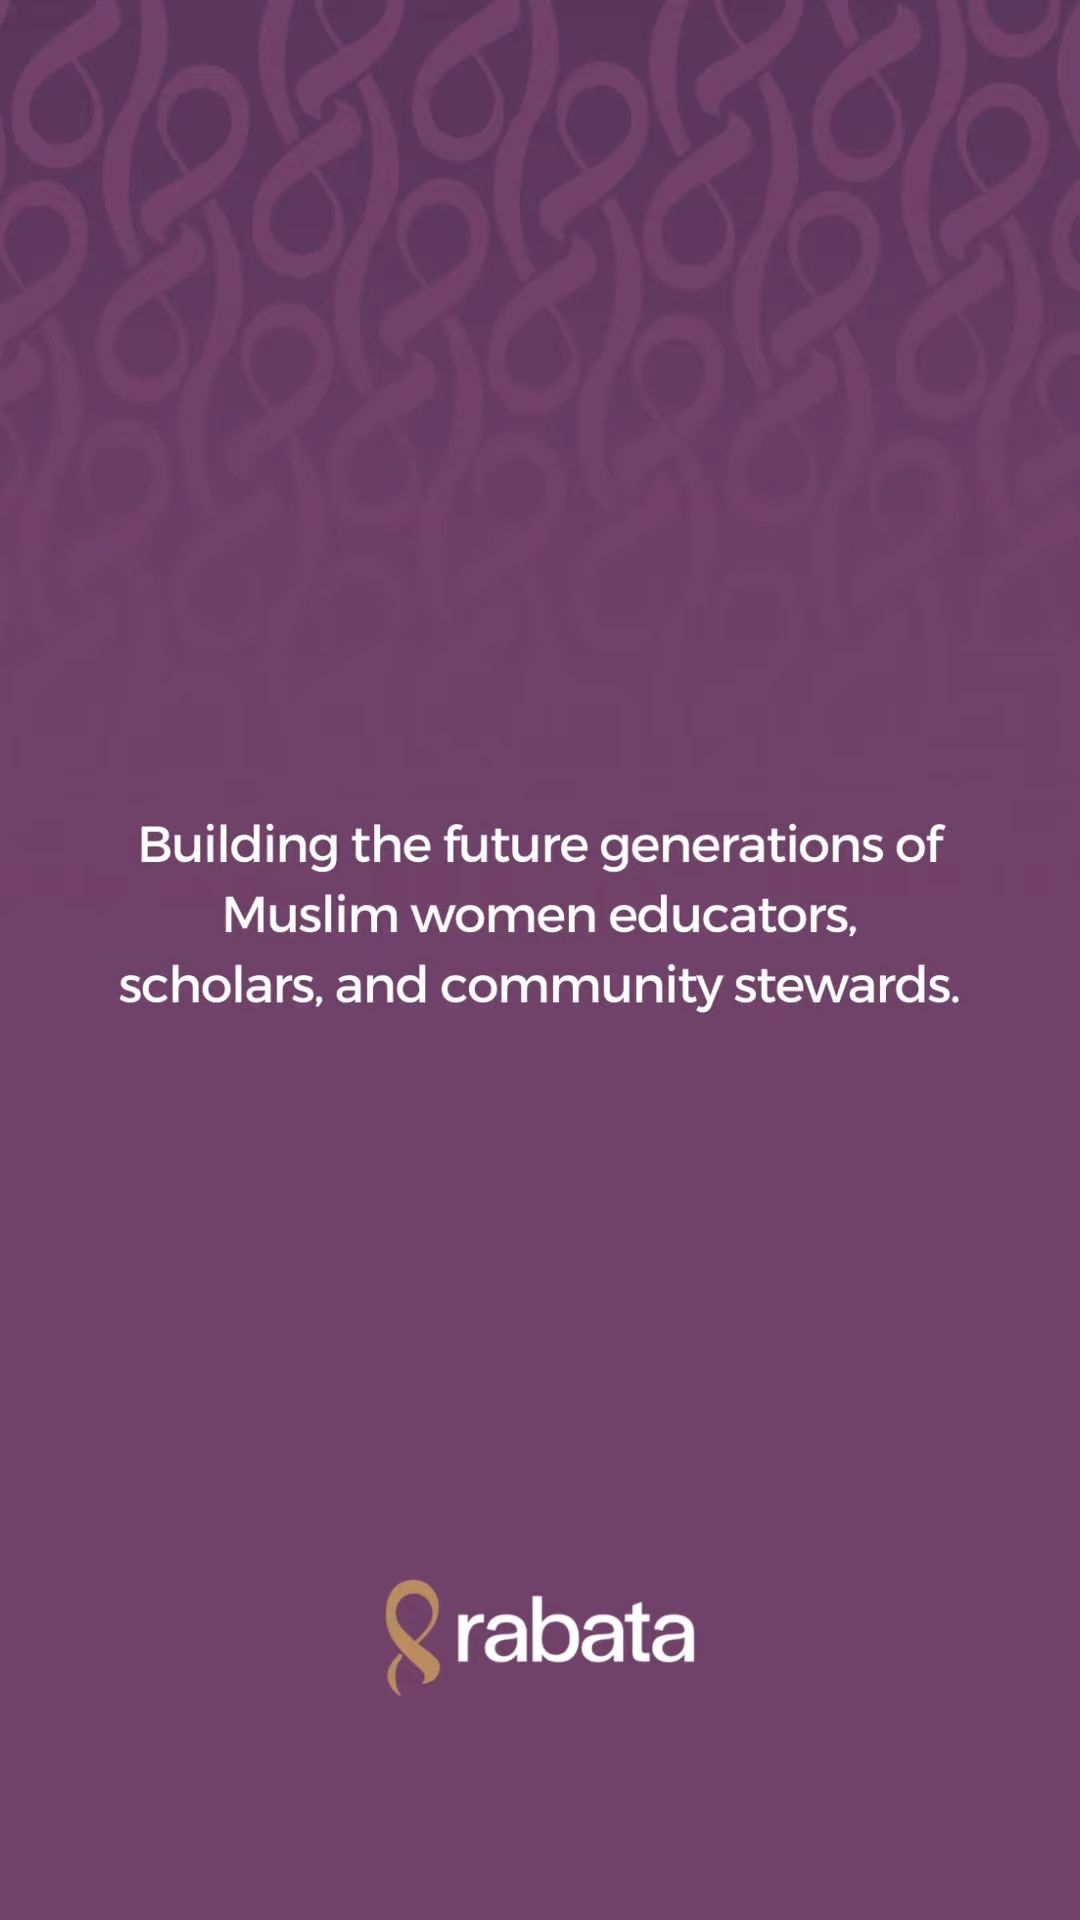 Building the future generations of
Muslim women educators,
scholars, and community stewards.
rabata